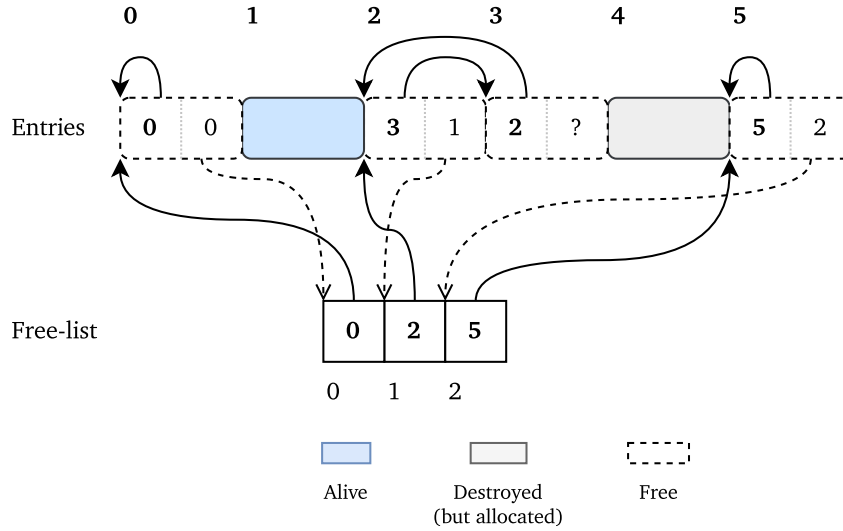 0 1 2 3 4 5
Entries 0 0 3 1 2 ? 5 2
Free-list 0 2 5
0 1 2
Alive Destroyed Free
(but allocated)